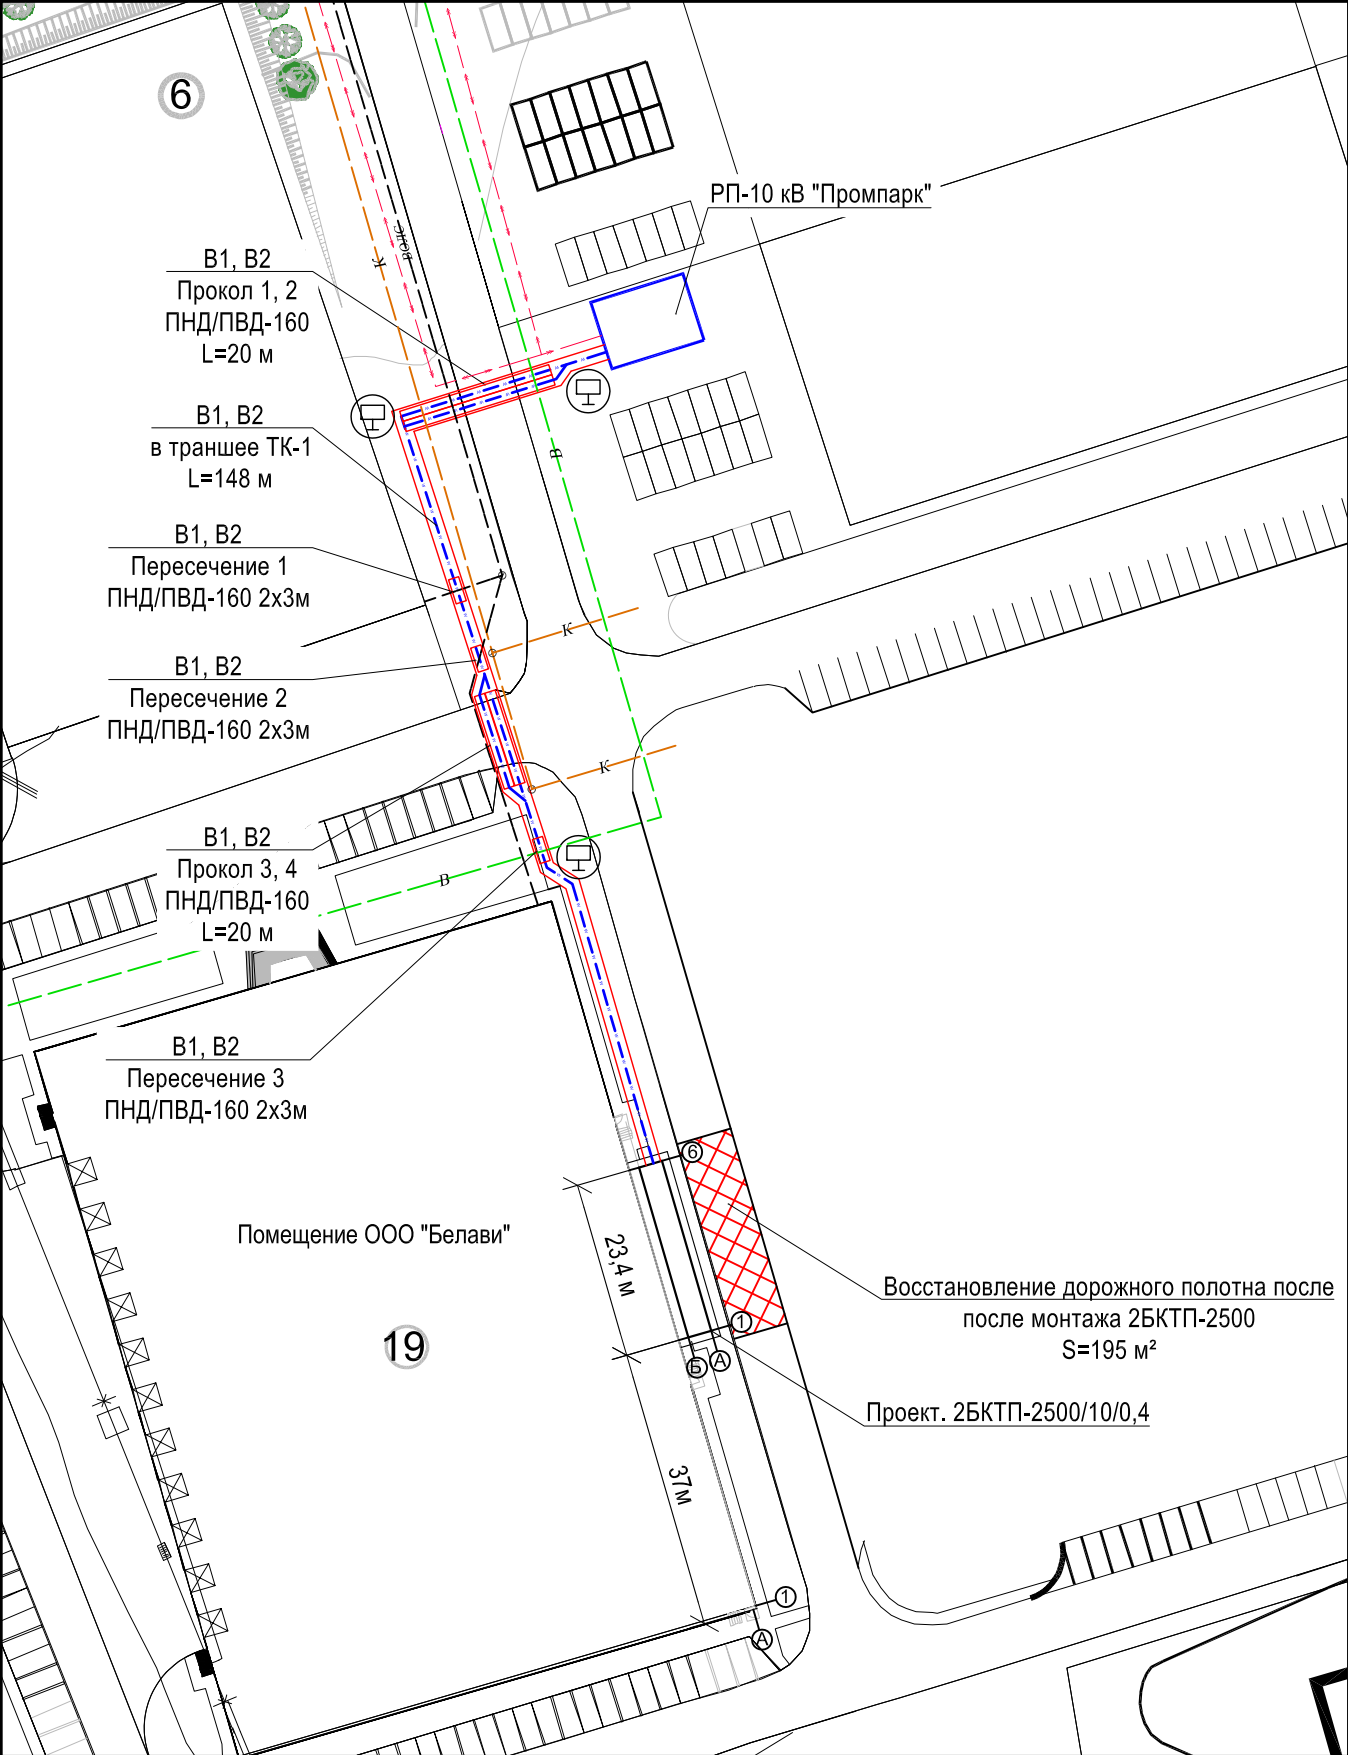 6
РП-10 кВ "Промпарк"
К
ВОЛС
В1, В2
Прокол 1, 2
ПНД/ПВД-160
L=20 м
В1, В2
в траншее ТК-1
L=148 м
В
В1, В2
Пересечение 1
ПНД/ПВД-160 2х3м
К
В1, В2
Пересечение 2
ПНД/ПВД-160 2х3м
К
В1, В2
Прокол 3, 4
ПНД/ПВД-160
L=20 м
В
В1, В2
Пересечение 3
ПНД/ПВД-160 2х3м
6
Помещение ООО "Белави"
23,4 м
Восстановление дорожного полотна после
после монтажа 2БКТП-2500
S=195 м²
1
19
Б
А
Проект. 2БКТП-2500/10/0,4
37м
1
А